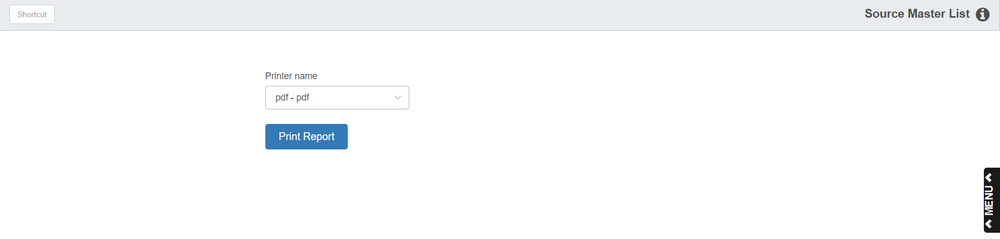 Shortcut
Source Master List
Printer name
pdf - pdf
Print Report
MENU